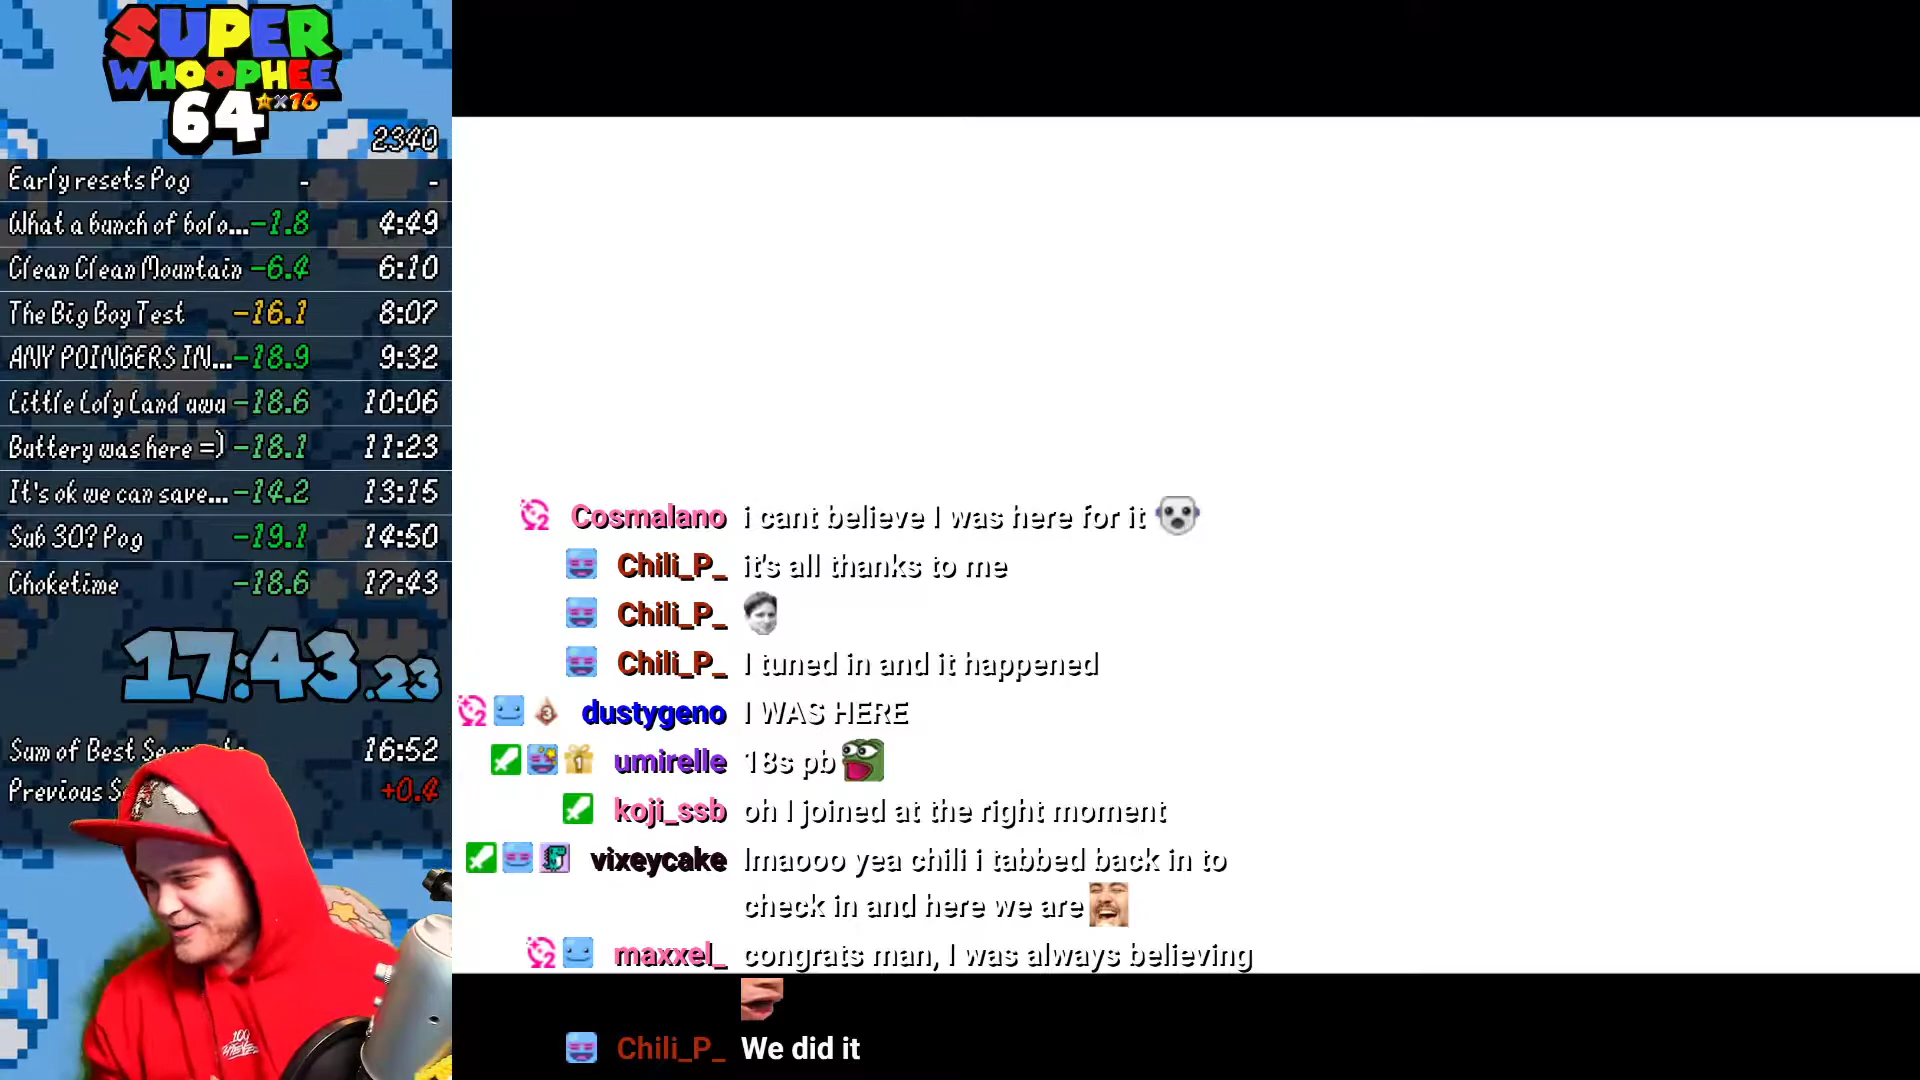 SUPER
WHOOPHEE
64 ×16
2340
Early resets Pog - -
What a bunch of bolo... -1.8 4:49
Clean Clean Mountain -6.4 6:10
The Big Boy Test -16.1 8:07
ANY POINGERS IN... -18.9 9:32
Little Loly Land awa -18.6 10:06
Buttery was here =) -18.1 11:23
It's ok we can save... -14.2 13:15
Sub 30? Pog -19.1 14:50
Choketime -18.6 17:43
17:43.23
Sum of Best 16:52
Previous +0.4
Cosmalano i cant believe I was here for it
Chili_P_ it's all thanks to me
Chili_P_
Chili_P_ I tuned in and it happened
dustygeno I WAS HERE
umirelle 18s pb
koji_ssb oh I joined at the right moment
vixeycake lmaooo yea chili i tabbed back in to
check in and here we are
maxxel_ congrats man, I was always believing
Chili_P_ We did it